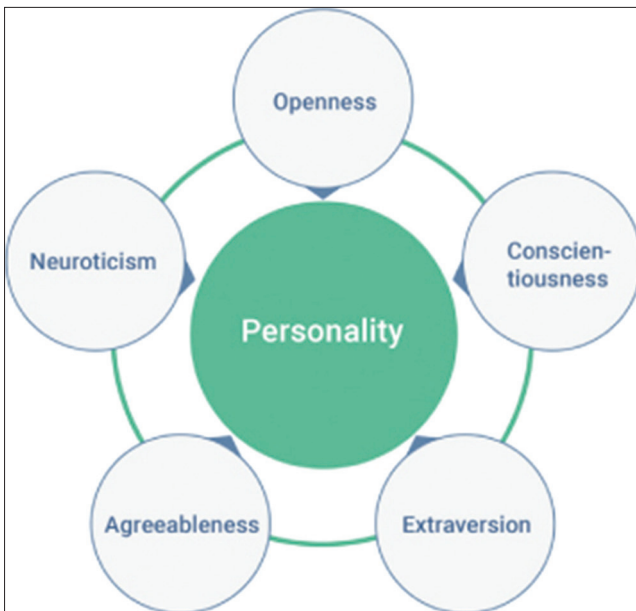 Openness
Neuroticism
Conscien-
tiousness
Personality
Agreeableness
Extraversion